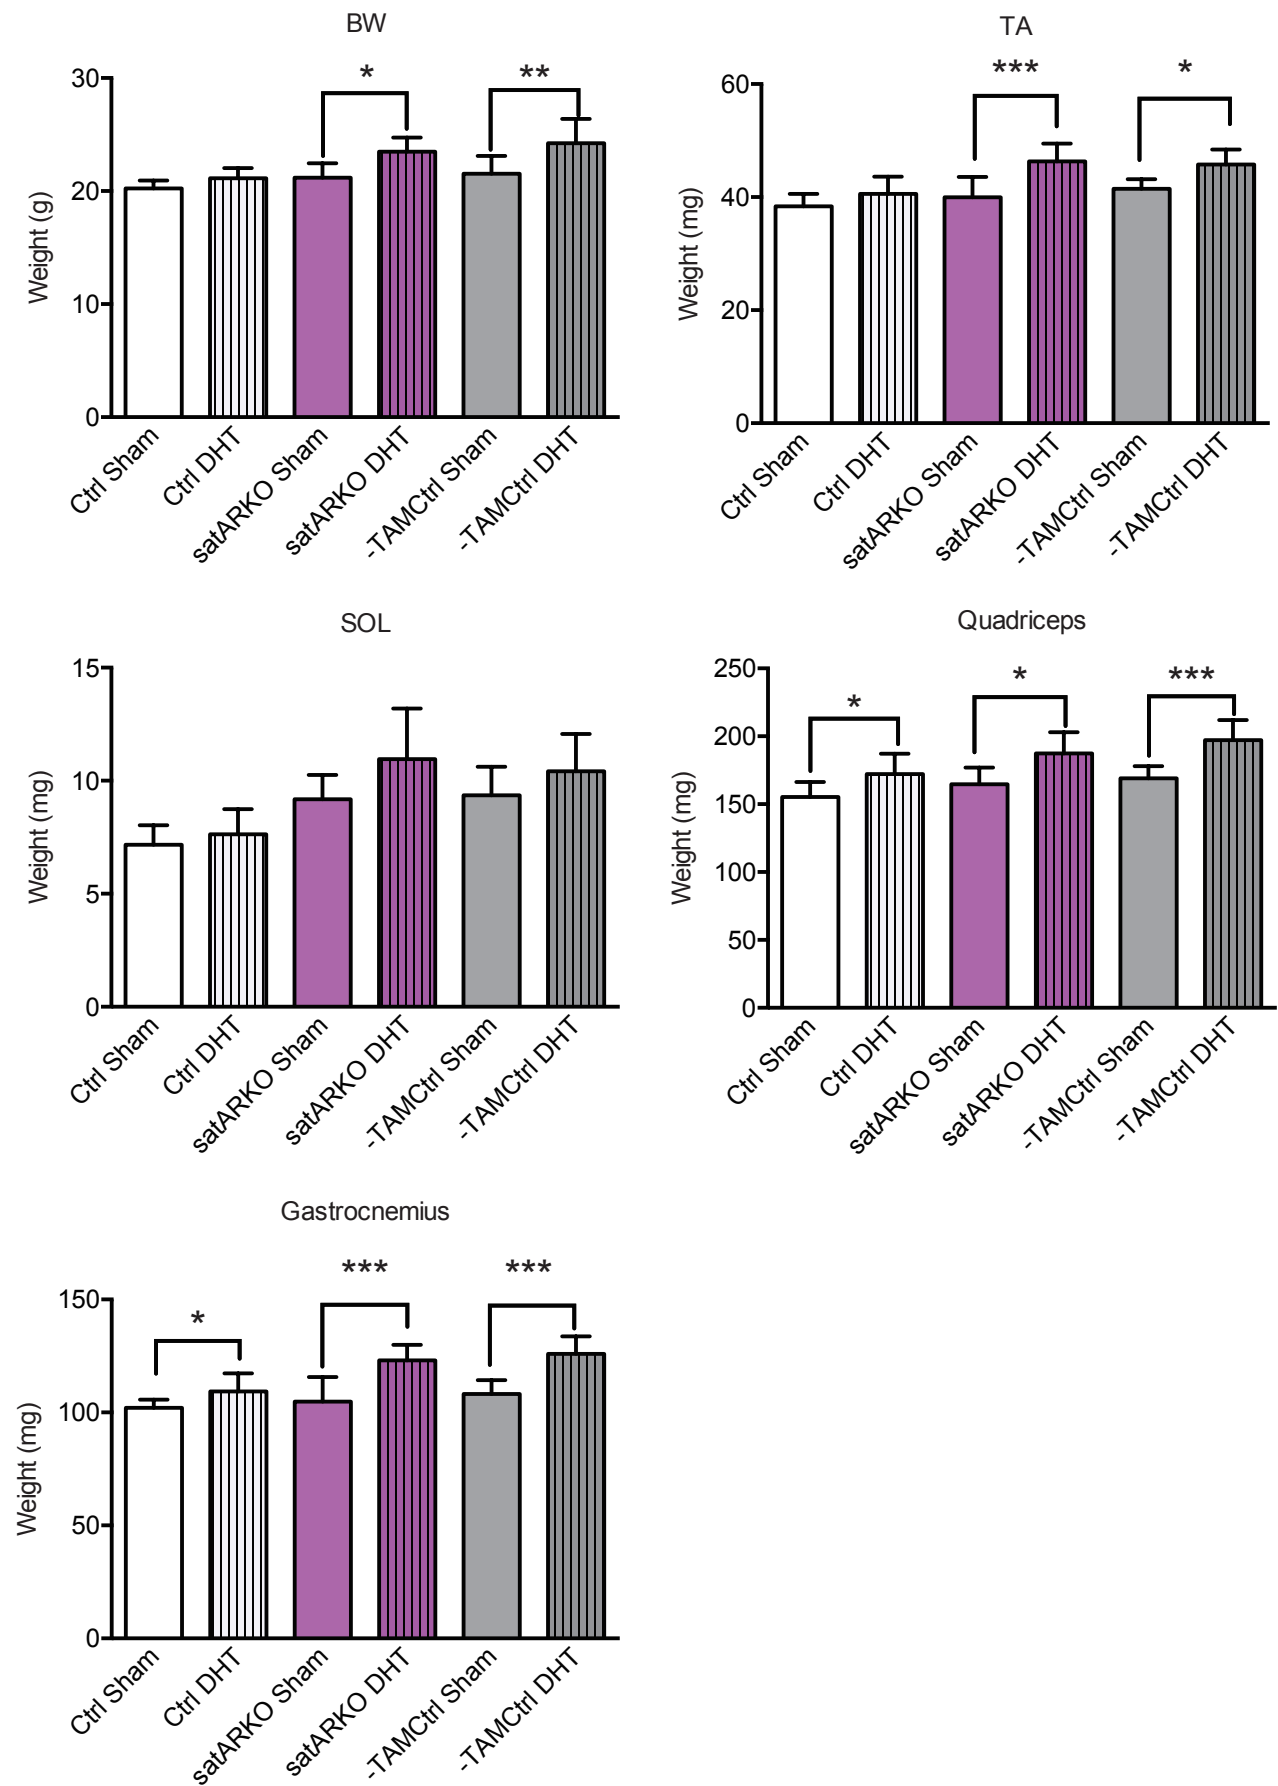 BW
Weight (g)
30
20
10
0
*
**
Ctrl Sham
Ctrl DHT
satARKO Sham
satARKO DHT
-TAMCtrl Sham
-TAMCtrl DHT
TA
Weight (mg)
60
40
20
0
***
*
Ctrl Sham
Ctrl DHT
satARKO Sham
satARKO DHT
-TAMCtrl Sham
-TAMCtrl DHT
SOL
Weight (mg)
15
10
5
0
Ctrl Sham
Ctrl DHT
satARKO Sham
satARKO DHT
-TAMCtrl Sham
-TAMCtrl DHT
Quadriceps
Weight (mg)
250
200
150
100
50
0
*
*
***
Ctrl Sham
Ctrl DHT
satARKO Sham
satARKO DHT
-TAMCtrl Sham
-TAMCtrl DHT
Gastrocnemius
Weight (mg)
150
100
50
0
*
***
***
Ctrl Sham
Ctrl DHT
satARKO Sham
satARKO DHT
-TAMCtrl Sham
-TAMCtrl DHT